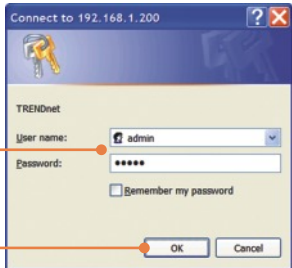 Connect to 192.168.1.200
TRENDnet
User name: admin
Password: •••••
Remember my password
OK Cancel